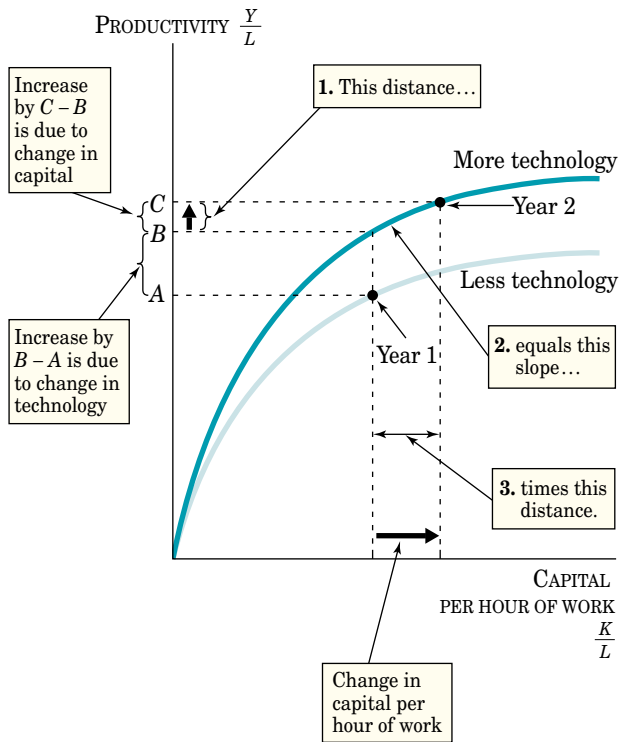 PRODUCTIVITY Y/L
Increase
by C – B
is due to
change in
capital
1. This distance…
More technology
C
Year 2
B
Less technology
A
Year 1
Increase by
B – A is due
to change in
technology
2. equals this
slope…
3. times this
distance.
CAPITAL
PER HOUR OF WORK
K/L
Change in
capital per
hour of work